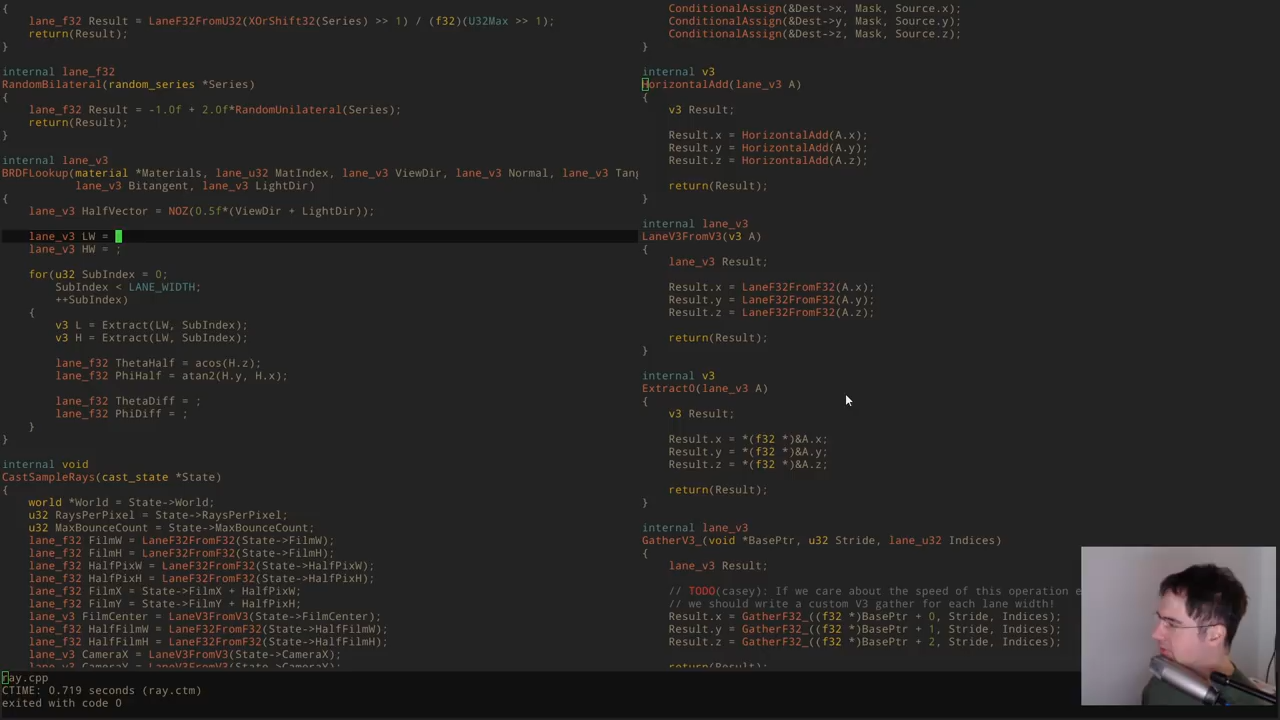 {
    lane_f32 Result = LaneF32FromU32(XOrShift32(Series) >> 1) / (f32)(U32Max >> 1);
    return(Result);
}

internal lane_f32
RandomBilateral(random_series *Series)
{
    lane_f32 Result = -1.0f + 2.0f*RandomUnilateral(Series);
    return(Result);
}

internal lane_v3
BRDFLookup(material *Materials, lane_u32 MatIndex, lane_v3 ViewDir, lane_v3 Normal, lane_v3 Tan
           lane_v3 Bitangent, lane_v3 LightDir)
{
    lane_v3 HalfVector = NOZ(0.5f*(ViewDir + LightDir));

    lane_v3 LW = ;
    lane_v3 HW = ;

    for(u32 SubIndex = 0;
        SubIndex < LANE_WIDTH;
        ++SubIndex)
    {
        v3 L = Extract(LW, SubIndex);
        v3 H = Extract(HW, SubIndex);

        lane_f32 ThetaHalf = acos(H.z);
        lane_f32 PhiHalf = atan2(H.y, H.x);

        lane_f32 ThetaDiff = ;
        lane_f32 PhiDiff = ;
    }
}

internal void
CastSampleRays(cast_state *State)
{
    world *World = State->World;
    u32 RaysPerPixel = State->RaysPerPixel;
    u32 MaxBounceCount = State->MaxBounceCount;
    lane_f32 FilmW = LaneF32FromF32(State->FilmW);
    lane_f32 FilmH = LaneF32FromF32(State->FilmH);
    lane_f32 HalfPixW = LaneF32FromF32(State->HalfPixW);
    lane_f32 HalfPixH = LaneF32FromF32(State->HalfPixH);
    lane_f32 FilmX = State->FilmX + HalfPixW;
    lane_f32 FilmY = State->FilmY + HalfPixH;
    lane_v3 FilmCenter = LaneV3FromV3(State->FilmCenter);
    lane_f32 HalfFilmW = LaneF32FromF32(State->HalfFilmW);
    lane_f32 HalfFilmH = LaneF32FromF32(State->HalfFilmH);
    lane_v3 CameraX = LaneV3FromV3(State->CameraX);
    ConditionalAssign(&Dest->x, Mask, Source.x);
    ConditionalAssign(&Dest->y, Mask, Source.y);
    ConditionalAssign(&Dest->z, Mask, Source.z);
}

internal v3
HorizontalAdd(lane_v3 A)
{
    v3 Result;

    Result.x = HorizontalAdd(A.x);
    Result.y = HorizontalAdd(A.y);
    Result.z = HorizontalAdd(A.z);

    return(Result);
}

internal lane_v3
LaneV3FromV3(v3 A)
{
    lane_v3 Result;

    Result.x = LaneF32FromF32(A.x);
    Result.y = LaneF32FromF32(A.y);
    Result.z = LaneF32FromF32(A.z);

    return(Result);
}

internal v3
Extract0(lane_v3 A)
{
    v3 Result;

    Result.x = *(f32 *)&A.x;
    Result.y = *(f32 *)&A.y;
    Result.z = *(f32 *)&A.z;

    return(Result);
}

internal lane_v3
GatherV3_(void *BasePtr, u32 Stride, lane_u32 Indices)
{
    lane_v3 Result;

    // TODO(casey): If we care about the speed of this operation e
    // we should write a custom V3 gather for each lane width!
    Result.x = GatherF32_((f32 *)BasePtr + 0, Stride, Indices);
    Result.y = GatherF32_((f32 *)BasePtr + 1, Stride, Indices);
    Result.z = GatherF32_((f32 *)BasePtr + 2, Stride, Indices);

    return(Result);
ray.cpp
CTIME: 0.719 seconds (ray.ctm)
exited with code 0